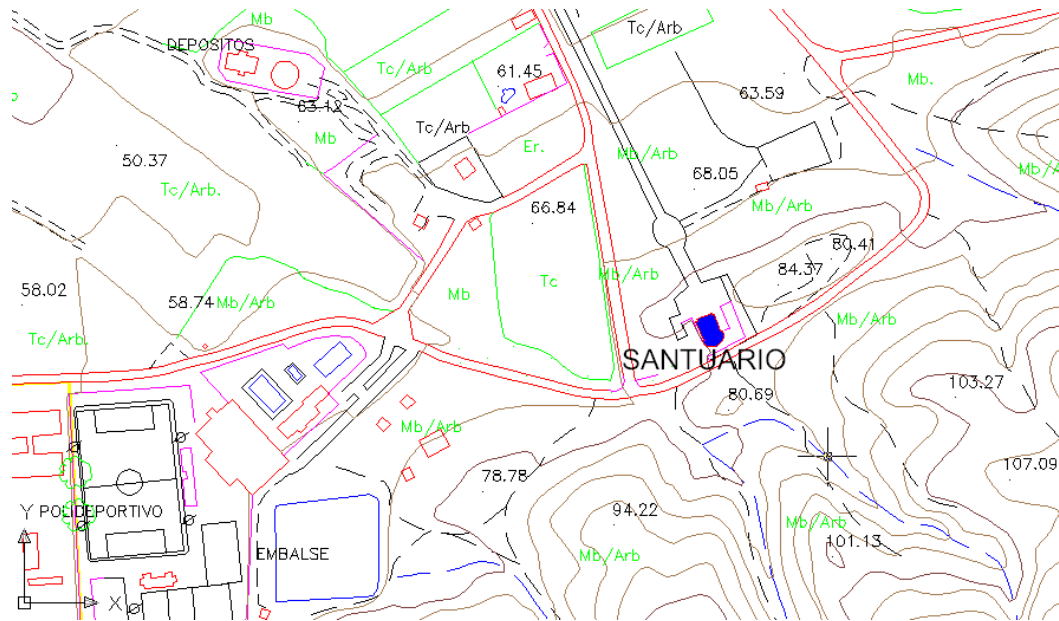 Mb
DEPOSITOS
Tc/Arb
Tc/Arb
61.45
Mb.
63.59
63.12
Tc/Arb
Mb
Er.
Mb/Arb
50.37
68.05
Tc/Arb.
66.84
Mb/Arb
80.41
84.37
Mb/Arb
Tc
58.02
58.74
Mb/Arb
Mb
Mb/Arb
Tc/Arb.
SANTUARIO
103.27
80.69
Mb/Arb
107.09
78.78
94.22
Y
POLIDEPORTIVO
Mb/Arb
101.13
EMBALSE
Mb/Arb
X